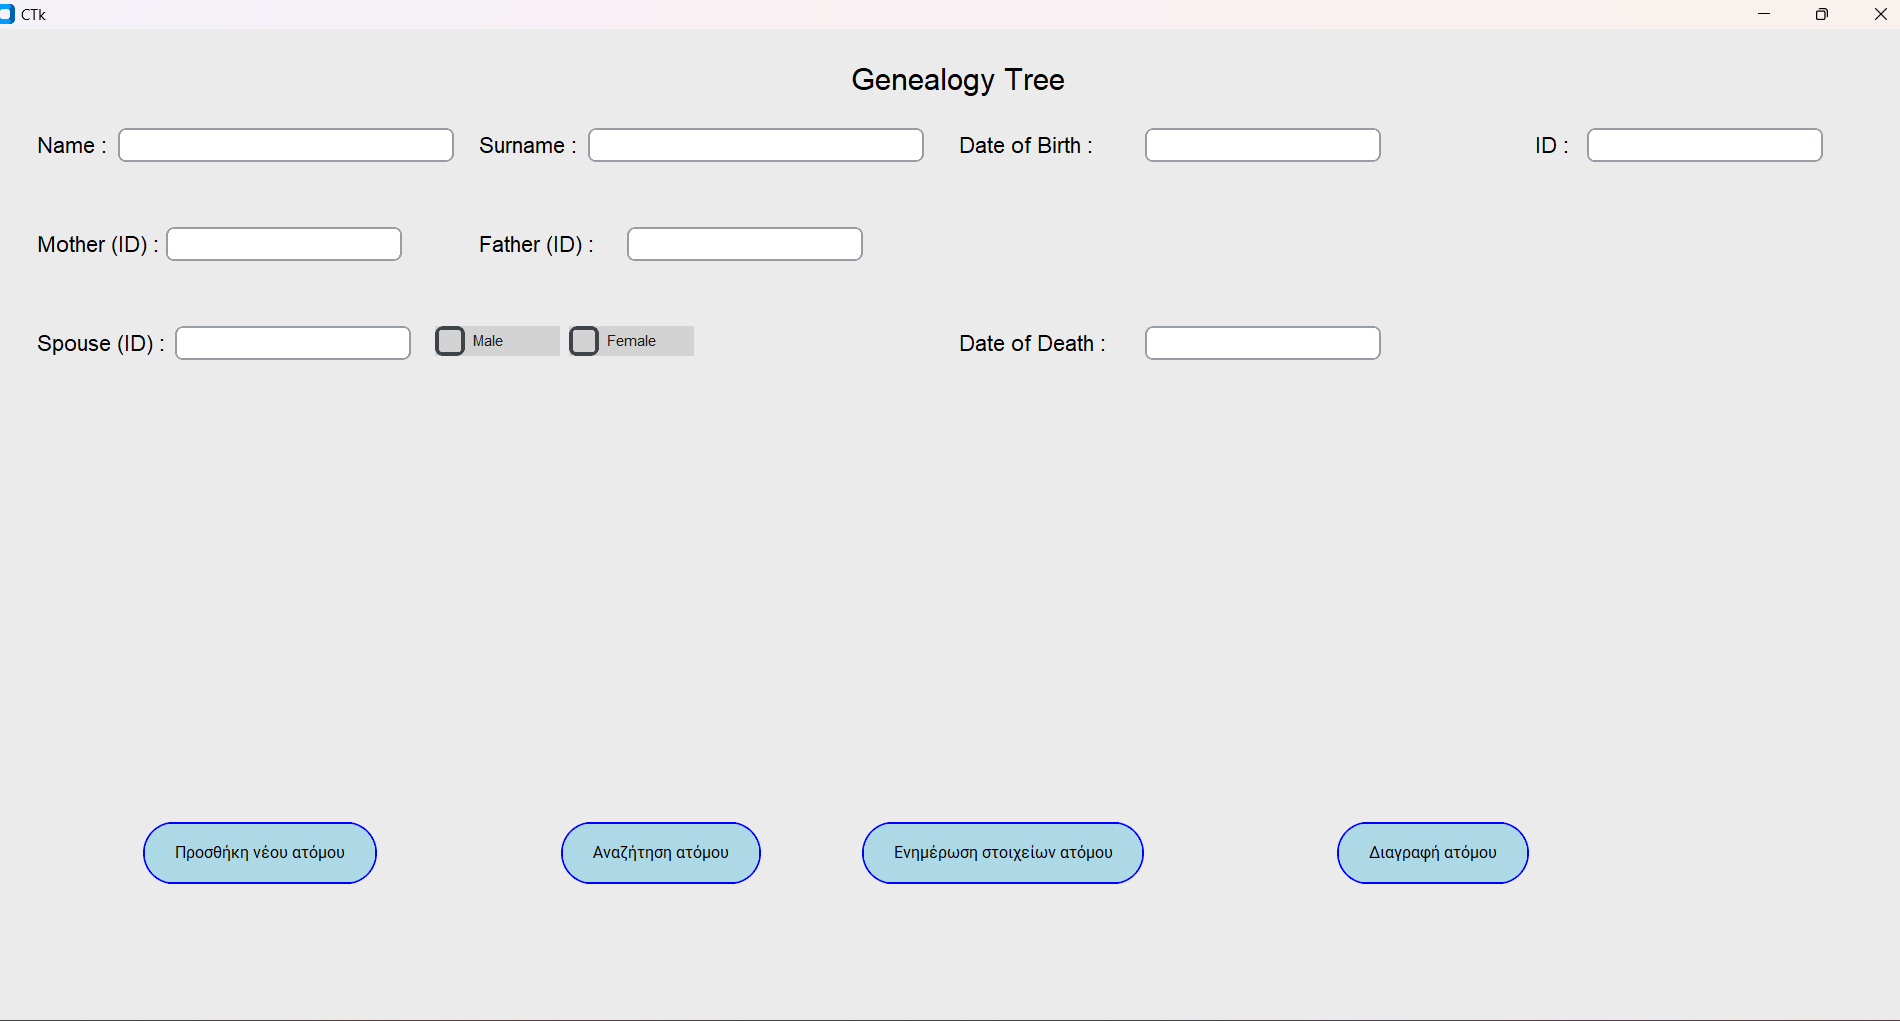 CTk
Genealogy Tree
Name : Surname : Date of Birth : ID :
Mother (ID) : Father (ID) :
Spouse (ID) : Male Female Date of Death :
Προσθήκη νέου ατόμου Αναζήτηση ατόμου Ενημέρωση στοιχείων ατόμου Διαγραφή ατόμου